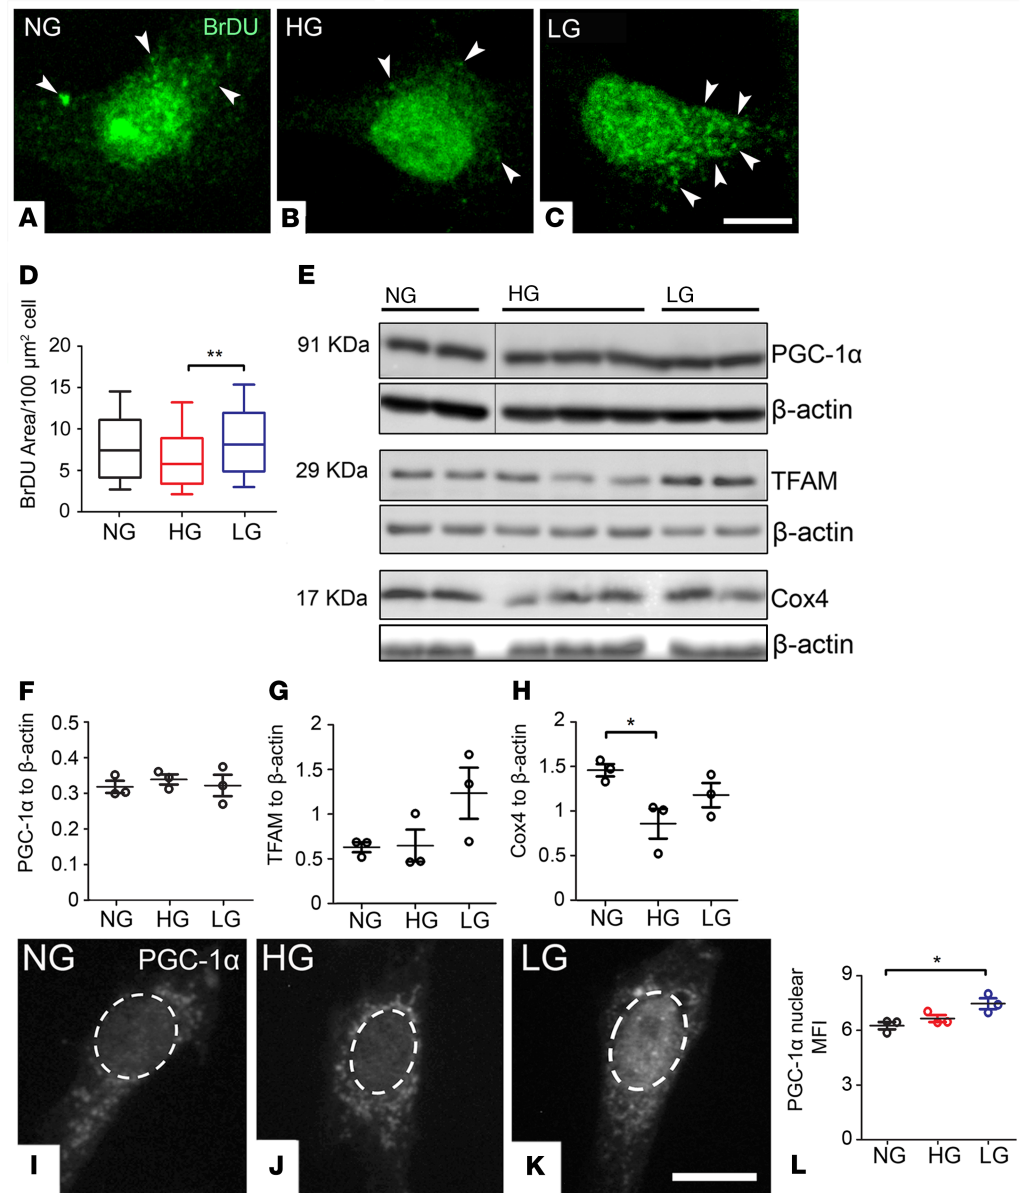 NG BrDU HG LG
A B C
D
BrDU Area/100 µm² cell
20
15
10
5
0
**
NG HG LG
E
NG HG LG
91 KDa PGC-1α
β-actin
29 KDa TFAM
β-actin
17 KDa Cox4
β-actin
F
PGC-1α to β-actin
0.5
0.4
0.3
0.2
0.1
0
NG HG LG
G
TFAM to β-actin
2
1.5
1
0.5
0
NG HG LG
H
Cox4 to β-actin
2
1.5
1
0.5
0
*
NG HG LG
NG PGC-1α HG LG
I J K
PGC-1α nuclear
MFI
9
6
3
0
*
NG HG LG
L